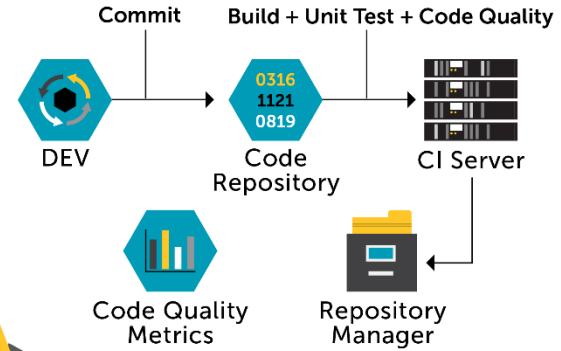 Commit
Build + Unit Test + Code Quality
0316
1121
0819
DEV
Code
Repository
CI Server
Code Quality
Metrics
Repository
Manager